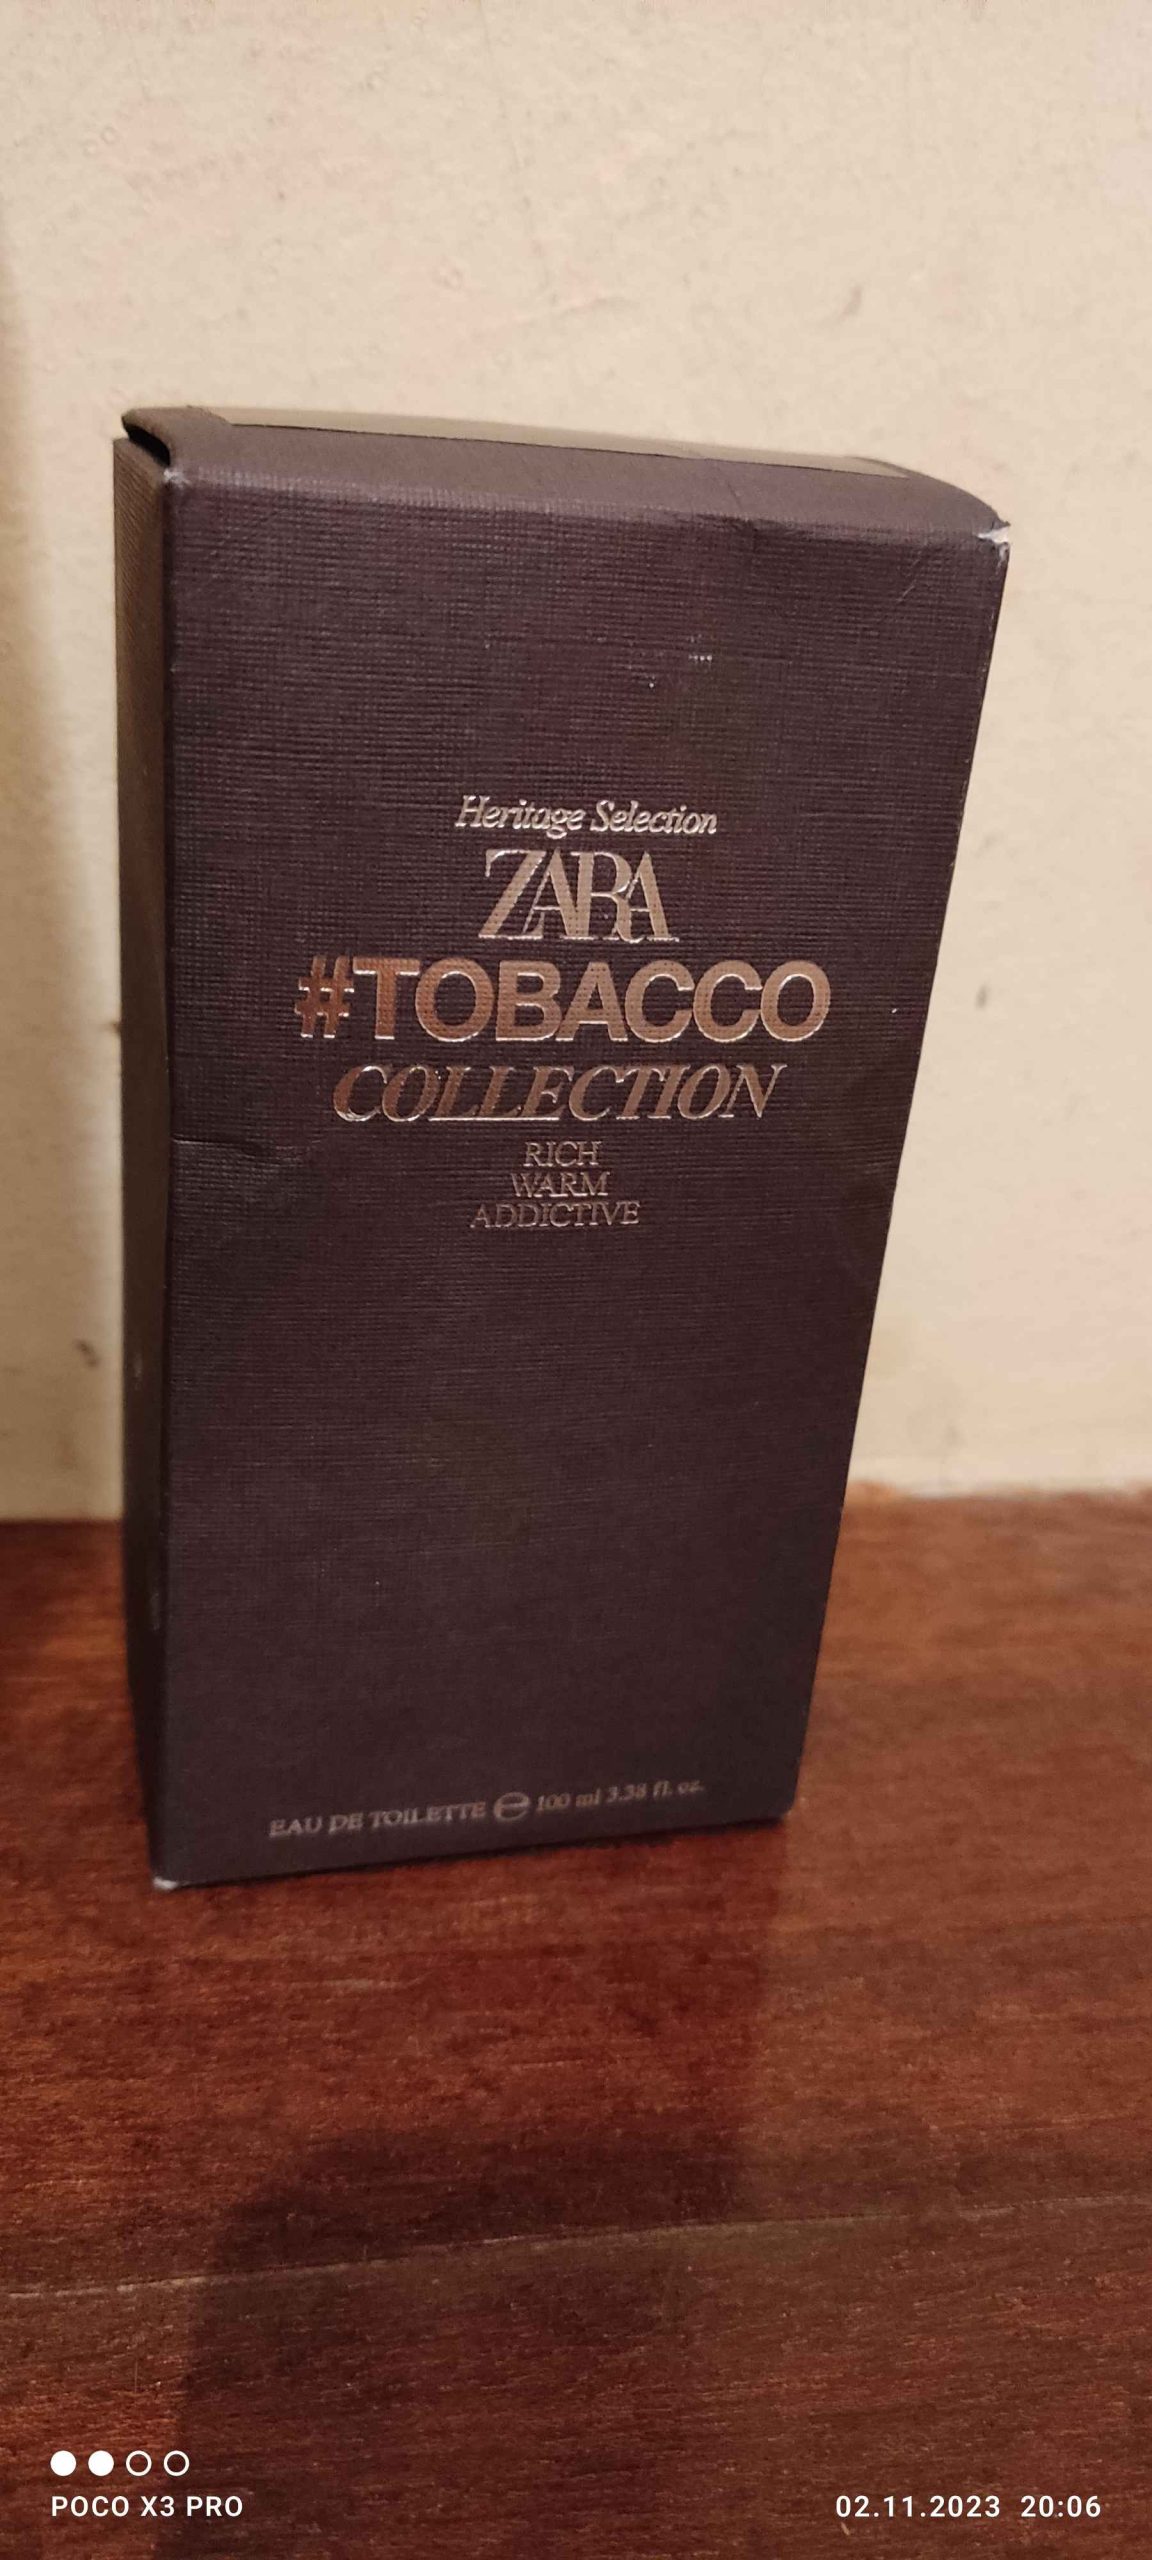 Heritage Selection
ZARA
#TOBACCO
COLLECTION
RICH
WARM
ADDICTIVE
EAU DE TOILETTE ℮ 100 ml 3.38 fl. oz.
POCO X3 PRO
02.11.2023 20:06